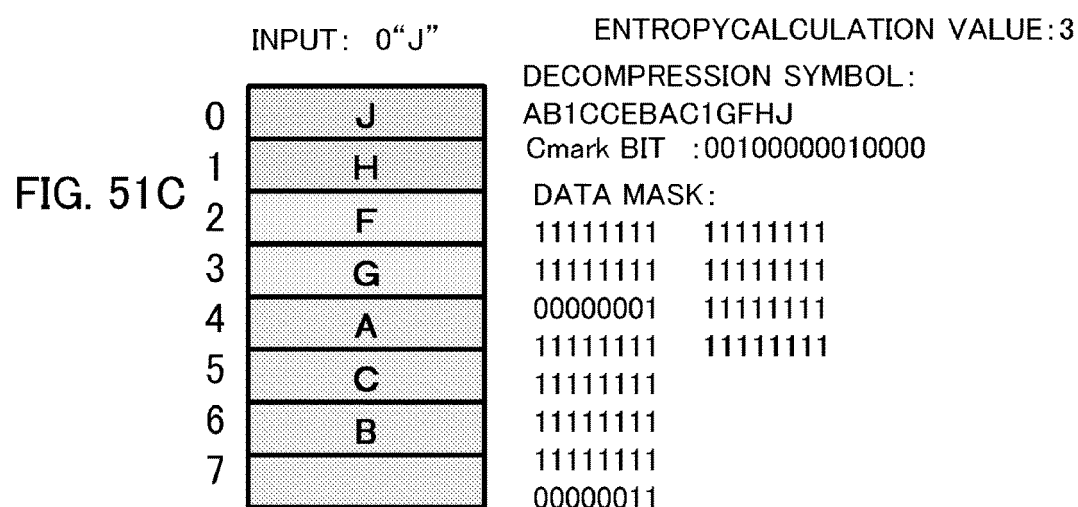 INPUT: 0“J”
ENTROPYCALCULATION VALUE:3
FIG. 51C
0 J
1 H
2 F
3 G
4 A
5 C
6 B
7
DECOMPRESSION SYMBOL:
AB1CCEBAC1GFHJ
Cmark BIT :00100000010000
DATA MASK:
11111111 11111111
11111111 11111111
00000001 11111111
11111111 11111111
11111111
11111111
11111111
00000011